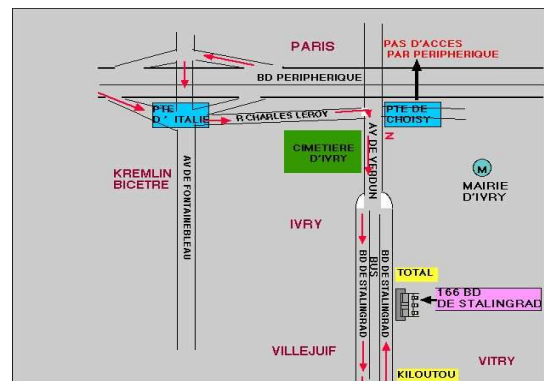 PARIS
PAS D'ACCES
PAR PERIPHERIQUE
BD PERIPHERIQUE
PTE
D' ITALIE
R CHARLES LEROY
PTE DE
CHOISY
CIMETIERE
D'IVRY
AV DE VERDUN
N
KREMLIN
BICETRE
AV DE FONTAINEBLEAU
M
MAIRIE
D'IVRY
IVRY
BD DE STALINGRAD
BUS
BD DE STALINGRAD
TOTAL
166 BD
DE STALINGRAD
VILLEJUIF
VITRY
KILOUTOU